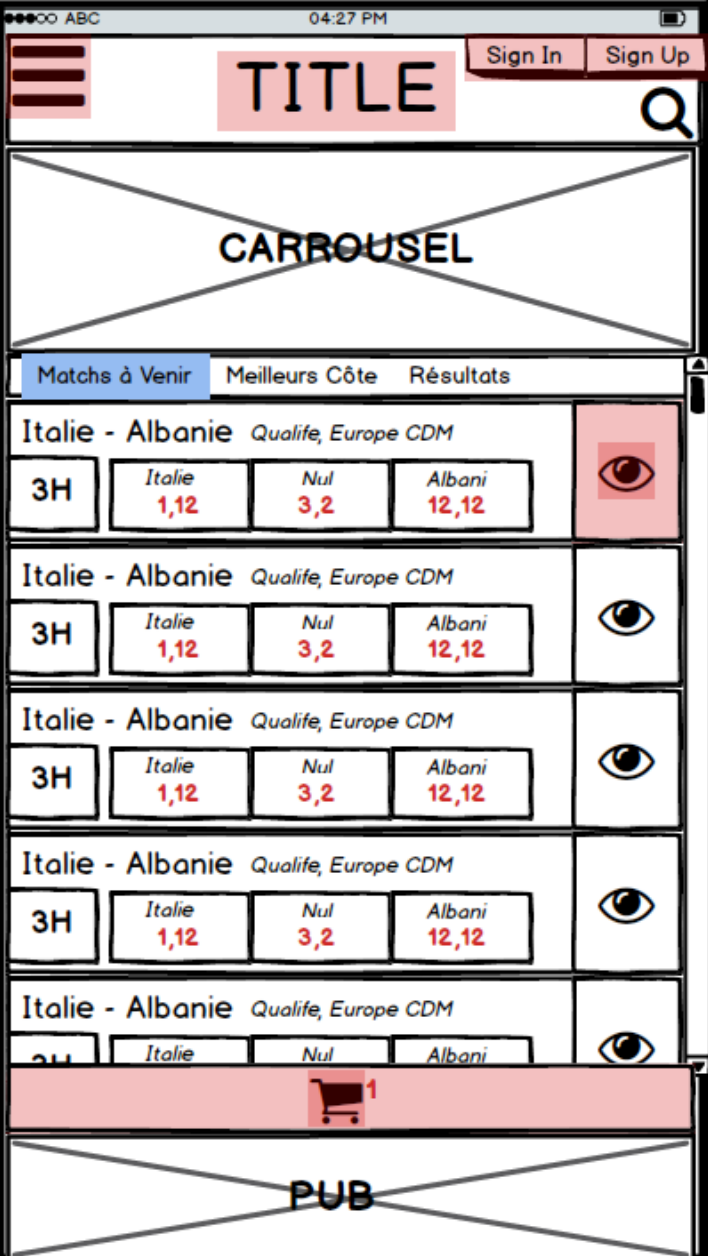 ABC 04:27 PM
Sign In Sign Up
TITLE
CARROUSEL
Matchs à Venir Meilleurs Côte Résultats
Italie - Albanie Qualife, Europe CDM
3H Italie 1,12 Nul 3,2 Albani 12,12
Italie - Albanie Qualife, Europe CDM
3H Italie 1,12 Nul 3,2 Albani 12,12
Italie - Albanie Qualife, Europe CDM
3H Italie 1,12 Nul 3,2 Albani 12,12
Italie - Albanie Qualife, Europe CDM
3H Italie 1,12 Nul 3,2 Albani 12,12
Italie - Albanie Qualife, Europe CDM
3H Italie Nul Albani
1
PUB